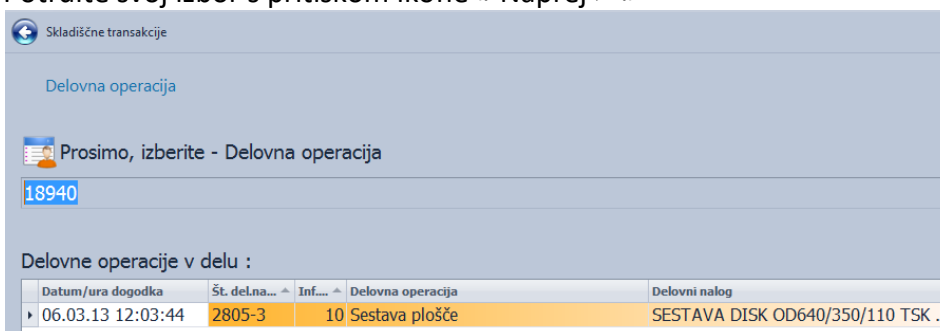 Potrdite svoj izbor s pritiskom ikone » Naprej «
Skladiščne transakcije
Delovna operacija
Prosimo, izberite - Delovna operacija
18940
Delovne operacije v delu :
Datum/ura dogodka Št. del.na... Inf.... Delovna operacija Delovni nalog
06.03.13 12:03:44 2805-3 10 Sestava plošče SESTAVA DISK OD640/350/110 TSK .